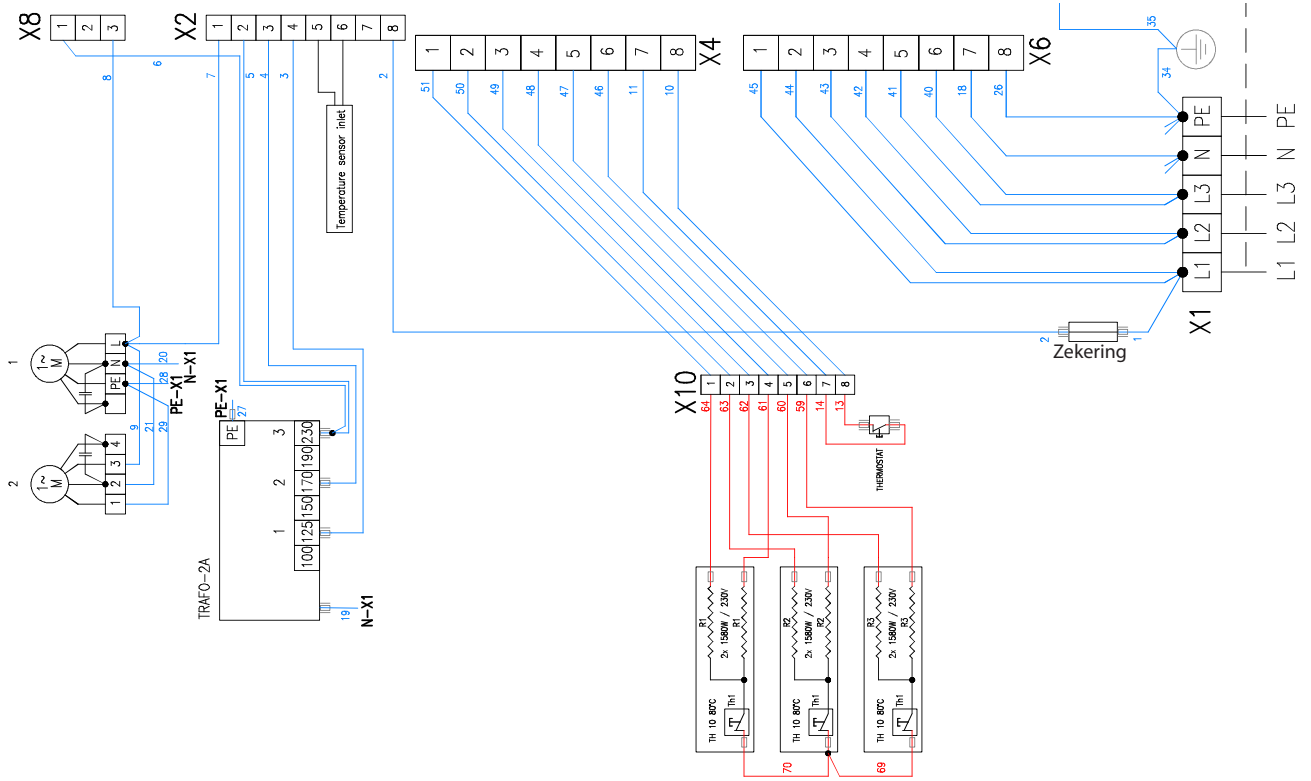 X8
1
2
3
X2
1
2
3
4
5
6
7
8
X4
1
2
3
4
5
6
7
8
X6
1
2
3
4
5
6
7
8
8
6
7
5
4
3
2
51
50
49
48
47
46
11
10
45
44
43
42
41
40
18
26
35
34
Temperature sensor inlet
X1
PE
N
L3
L2
L1
PE
N
L3
L2
L1
2
1
Zekering
1
1~
M
L
N
PE
20
28
N-X1
PE-X1
9
21
29
2
1~
M
4
3
2
1
PE-X1
27
PE
TRAFO-2A
3
2
1
230
190
170
150
125
100
19
N-X1
X10
1
2
3
4
5
6
7
8
64
63
62
61
60
59
14
13
THERMOSTAT
R1
2x 1580W / 230V
R1
TH 10 80°C
Th1
R2
2x 1580W / 230V
R2
TH 10 80°C
Th1
R3
2x 1580W / 230V
R3
TH 10 80°C
Th1
70
69